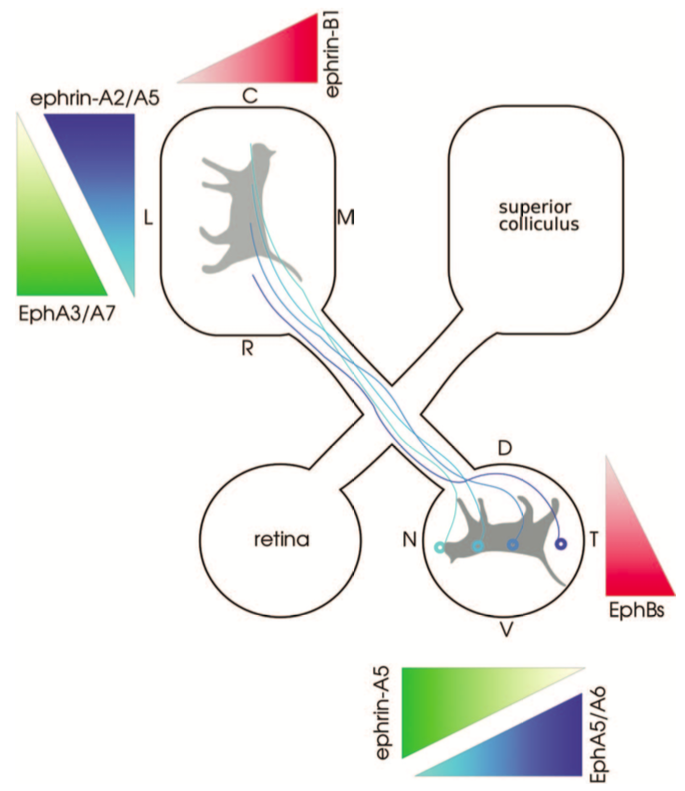 ephrin-B1
C
ephrin-A2/A5
L
M
EphA3/A7
R
superior
colliculus
D
retina
N
T
EphBs
V
ephrin-A5
EphA5/A6